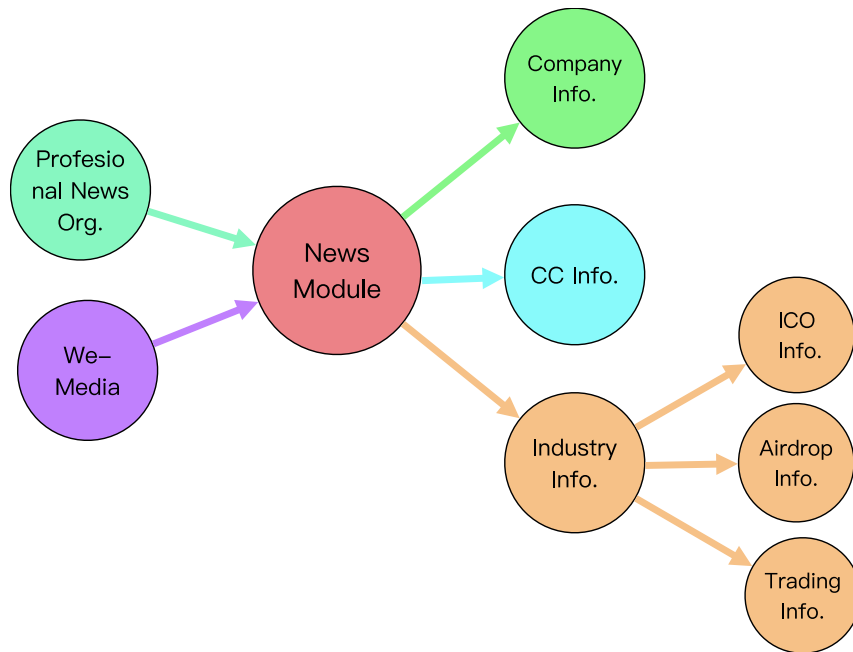 Company
Info.
Profesio
nal News
Org.
News
Module
CC Info.
We-
Media
ICO
Info.
Industry
Info.
Airdrop
Info.
Trading
Info.